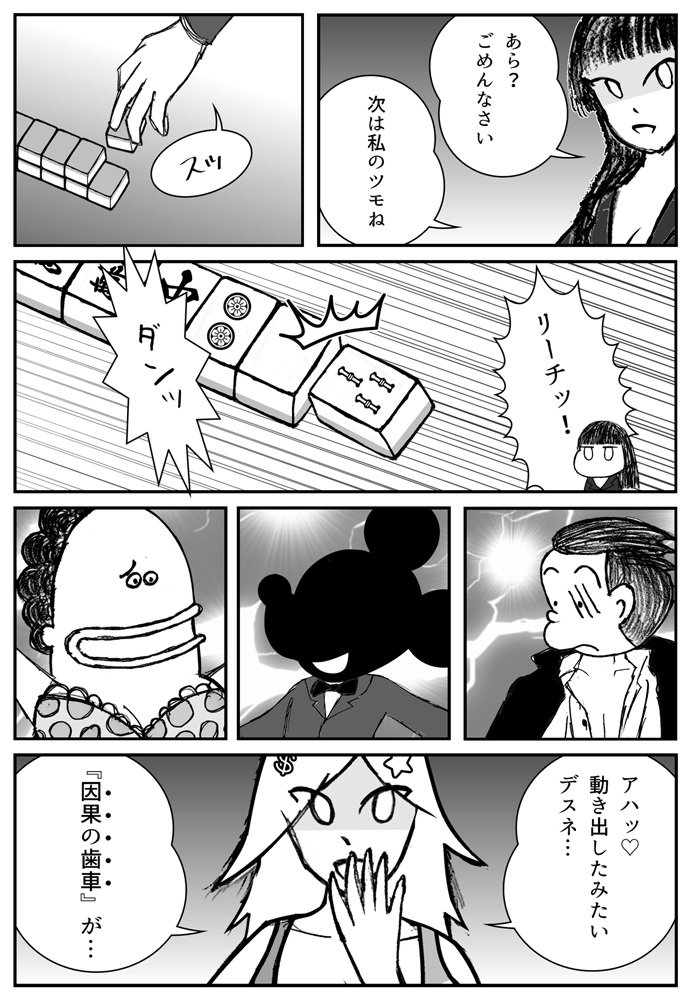 あら?
ごめんなさい
次は私のツモね
スッ
リーチッ!
ダンッ
アハッ♡
動き出したみたい
デスネ…
『因果の歯車』が…
$